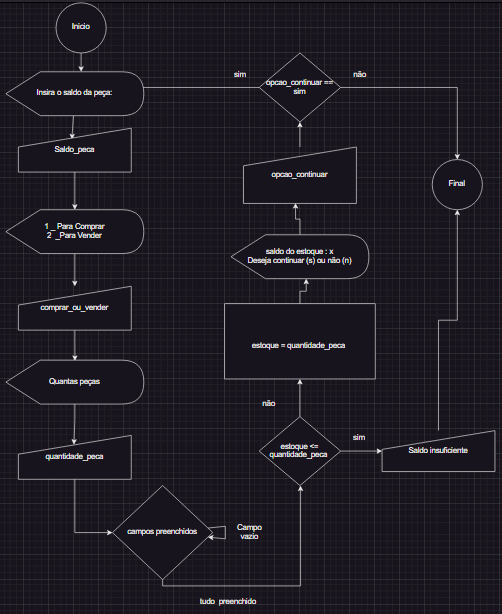 Inicio
Insira o saldo da peça:
Saldo_peca
1 _ Para Comprar
2 _Para Vender
comprar_ou_vender
Quantas peças
quantidade_peca
campos preenchidos
Campo
vazio
tudo preenchido
estoque <=
quantidade_peca
sim
Saldo insuficiente
não
estoque = quantidade_peca
saldo do estoque : x
Deseja continuar (s) ou não (n)
opcao_continuar
opcao_continuar ==
sim
sim
não
Final